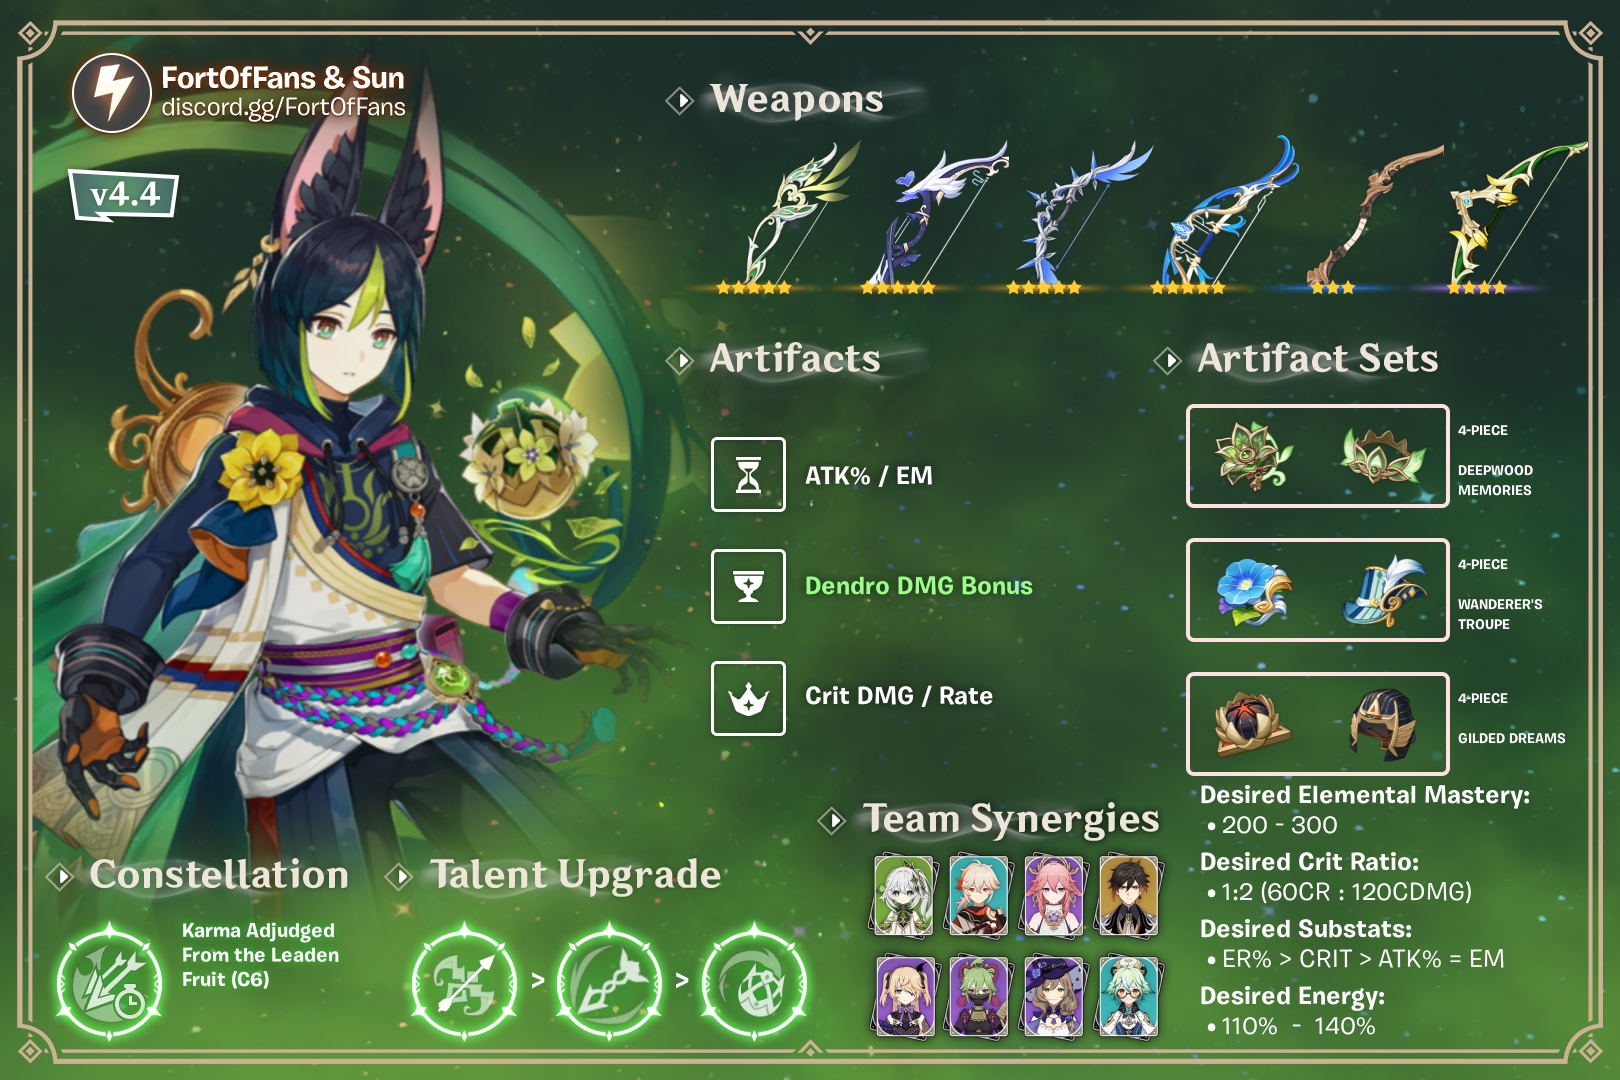 FortOfFans & Sun
discord.gg/FortOfFans
v4.4
Weapons
Artifacts
ATK% / EM
Dendro DMG Bonus
Crit DMG / Rate
Artifact Sets
4-PIECE
DEEPWOOD
MEMORIES
4-PIECE
WANDERER'S
TROUPE
4-PIECE
GILDED DREAMS
Constellation
Karma Adjudged
From the Leaden
Fruit (C6)
Talent Upgrade
> >
Team Synergies
Desired Elemental Mastery:
• 200 - 300
Desired Crit Ratio:
• 1:2 (60CR : 120CDMG)
Desired Substats:
• ER% > CRIT > ATK% = EM
Desired Energy:
• 110% - 140%